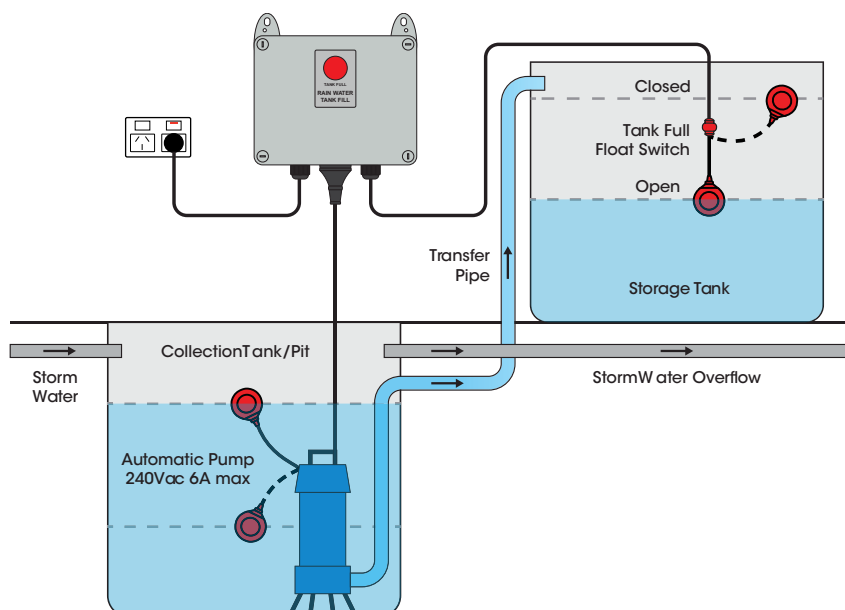 TANK FULL
RAIN WATER
TANK FILL
Closed
Tank Full
Float Switch
Open
Transfer
Pipe
Storage Tank
CollectionTank/Pit
Storm
Water
StormW ater Overflow
Automatic Pump
240Vac 6A max